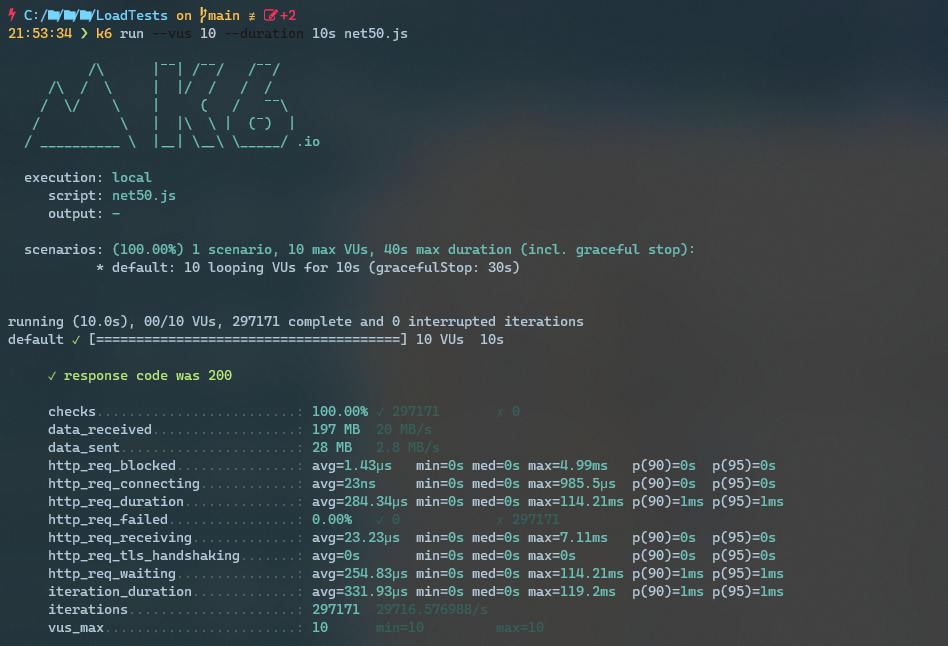 C:/ / / /LoadTests on main ≢ +2
21:53:34 ❯ k6 run --vus 10 --duration 10s net50.js
          /\      |‾‾| /‾‾/   /‾‾/
     /\  /  \     |  |/  /   /  /
    /  \/    \    |     (   /   ‾‾\
   /          \   |  |\  \ |  (‾)  |
  / __________ \  |__| \__\ \_____/ .io
execution: local
script: net50.js
output: -
scenarios: (100.00%) 1 scenario, 10 max VUs, 40s max duration (incl. graceful stop):
* default: 10 looping VUs for 10s (gracefulStop: 30s)
running (10.0s), 00/10 VUs, 297171 complete and 0 interrupted iterations
default ✓ [======================================] 10 VUs  10s
✓ response code was 200
checks.........................: 100.00% ✓ 297171       ✗ 0
data_received..................: 197 MB  20 MB/s
data_sent......................: 28 MB   2.8 MB/s
http_req_blocked...............: avg=1.43µs   min=0s med=0s max=4.99ms   p(90)=0s  p(95)=0s
http_req_connecting............: avg=23ns     min=0s med=0s max=985.5µs  p(90)=0s  p(95)=0s
http_req_duration..............: avg=284.34µs min=0s med=0s max=114.21ms p(90)=1ms p(95)=1ms
http_req_failed................: 0.00%   ✓ 0            ✗ 297171
http_req_receiving.............: avg=23.23µs  min=0s med=0s max=7.11ms   p(90)=0s  p(95)=0s
http_req_tls_handshaking.......: avg=0s       min=0s med=0s max=0s       p(90)=0s  p(95)=0s
http_req_waiting...............: avg=254.83µs min=0s med=0s max=114.21ms p(90)=1ms p(95)=1ms
iteration_duration.............: avg=331.93µs min=0s med=0s max=119.2ms  p(90)=1ms p(95)=1ms
iterations.....................: 297171  29716.576988/s
vus_max........................: 10      min=10         max=10